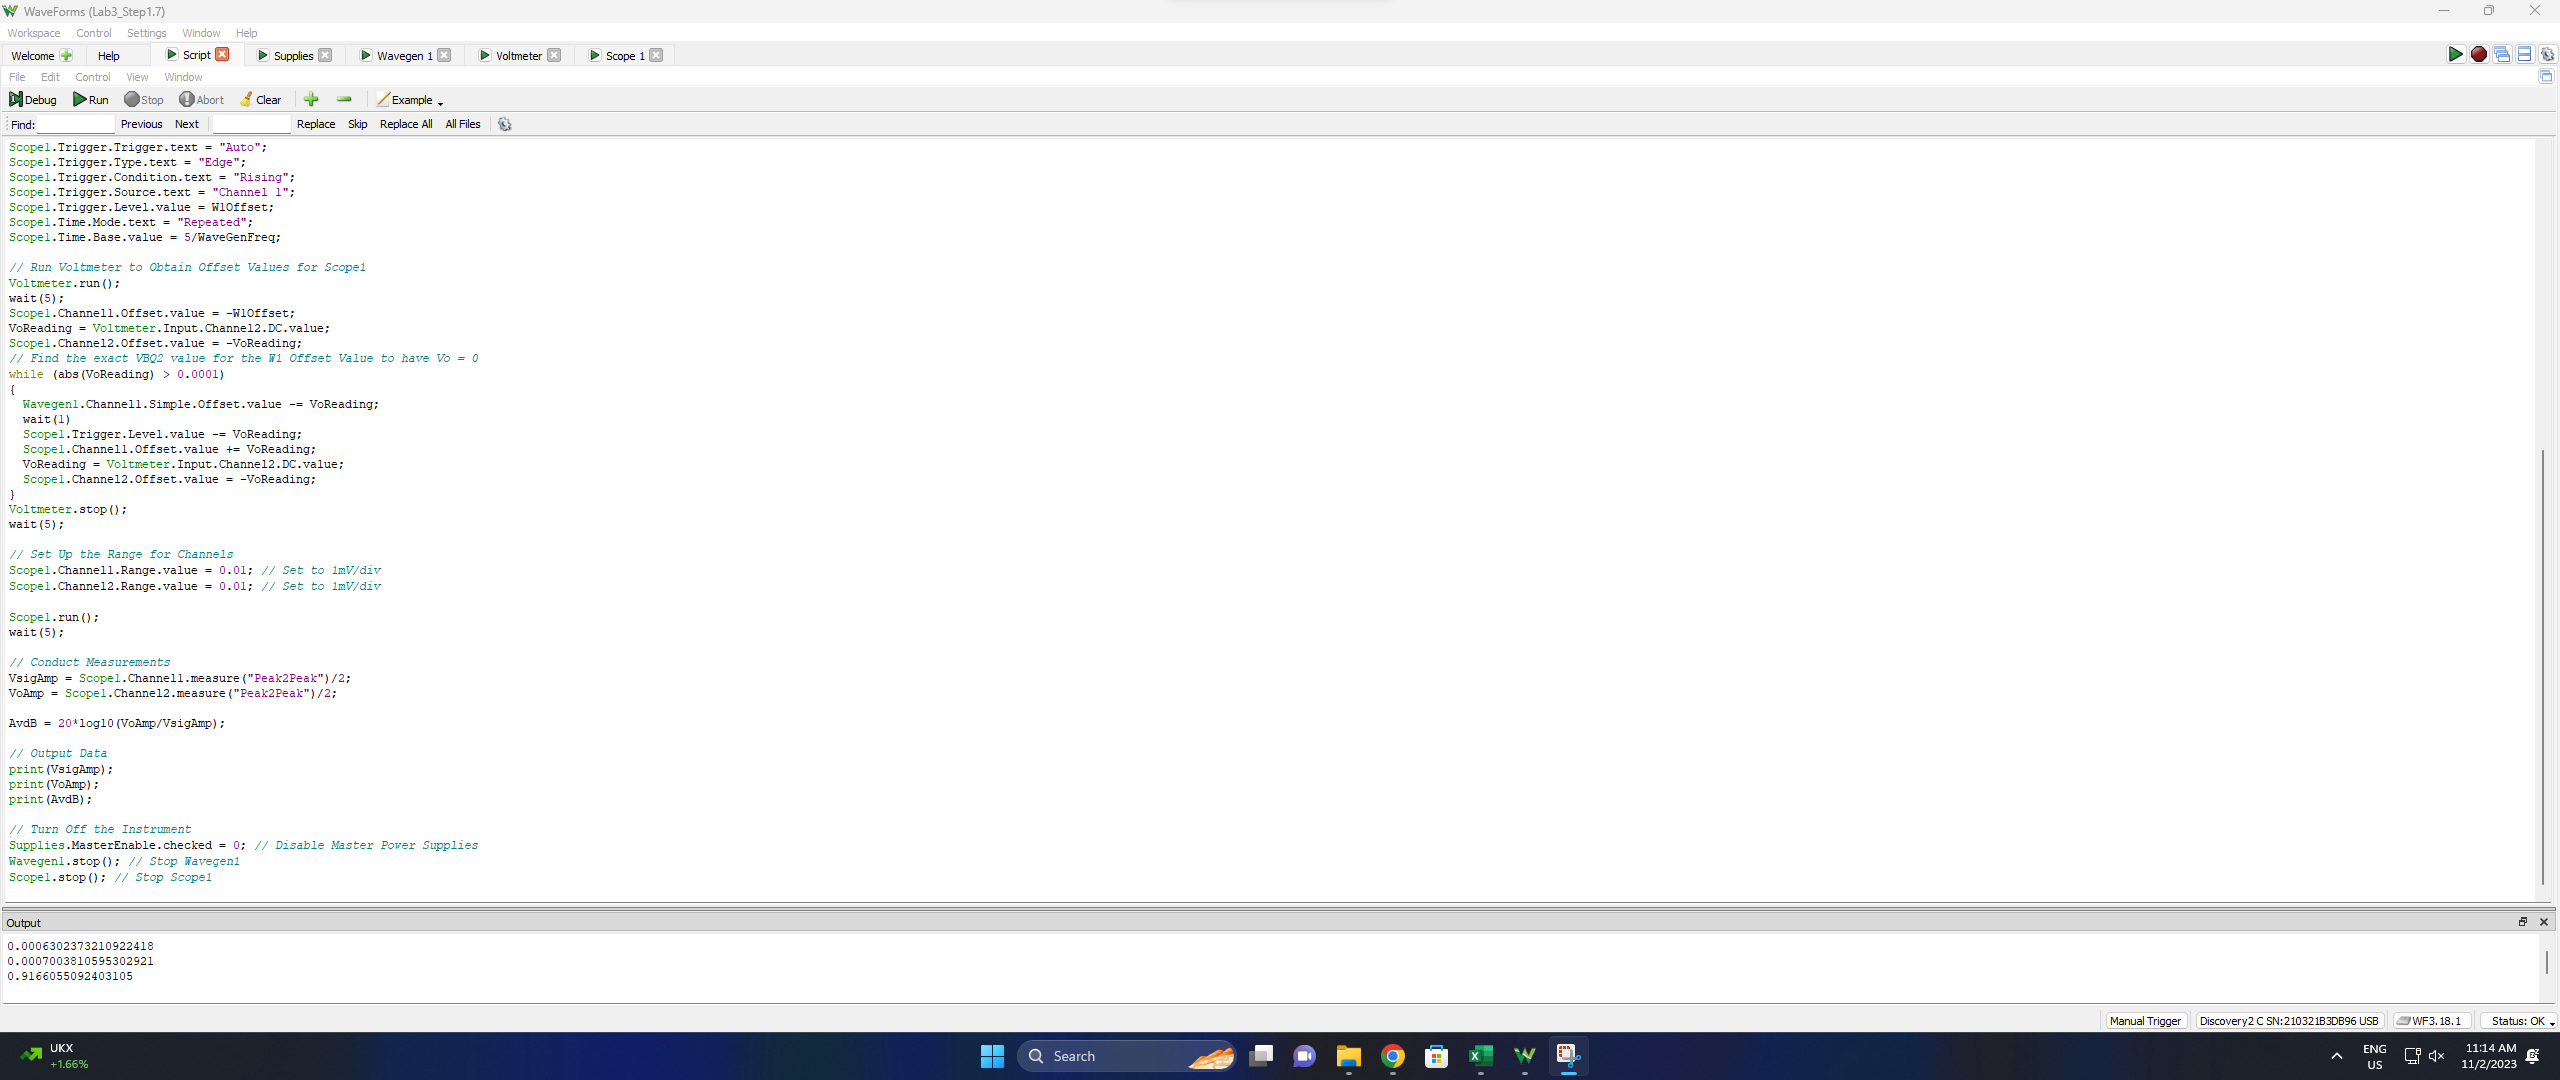 WaveForms (Lab3_Step1.7)
Workspace Control Settings Window Help
Welcome Help Script Supplies Wavegen 1 Voltmeter Scope 1
File Edit Control View Window
Debug Run Stop Abort Clear Example
Find: Previous Next Replace Skip Replace All All Files
Scope1.Trigger.Trigger.text = "Auto";
Scope1.Trigger.Type.text = "Edge";
Scope1.Trigger.Condition.text = "Rising";
Scope1.Trigger.Source.text = "Channel 1";
Scope1.Trigger.Level.value = W1Offset;
Scope1.Time.Mode.text = "Repeated";
Scope1.Time.Base.value = 5/WaveGenFreq;
// Run Voltmeter to Obtain Offset Values for Scope1
Voltmeter.run();
wait(5);
Scope1.Channel1.Offset.value = -W1Offset;
VoReading = Voltmeter.Input.Channel2.DC.value;
Scope1.Channel2.Offset.value = -VoReading;
// Find the exact VBQ2 value for the W1 Offset Value to have Vo = 0
while (abs(VoReading) > 0.0001)
{
Wavegen1.Channel1.Simple.Offset.value -= VoReading;
wait(1)
Scope1.Trigger.Level.value -= VoReading;
Scope1.Channel1.Offset.value += VoReading;
VoReading = Voltmeter.Input.Channel2.DC.value;
Scope1.Channel2.Offset.value = -VoReading;
}
Voltmeter.stop();
wait(5);
// Set Up the Range for Channels
Scope1.Channel1.Range.value = 0.01; // Set to 1mV/div
Scope1.Channel2.Range.value = 0.01; // Set to 1mV/div
Scope1.run();
wait(5);
// Conduct Measurements
VsigAmp = Scope1.Channel1.measure("Peak2Peak")/2;
VoAmp = Scope1.Channel2.measure("Peak2Peak")/2;
AvdB = 20*log10(VoAmp/VsigAmp);
// Output Data
print(VsigAmp);
print(VoAmp);
print(AvdB);
// Turn Off the Instrument
Supplies.MasterEnable.checked = 0; // Disable Master Power Supplies
Wavegen1.stop(); // Stop Wavegen1
Scope1.stop(); // Stop Scope1
Output
0.0006302373210922418
0.0007003810595302921
0.9166055092403105
Manual Trigger Discovery2 C SN:210321B3DB96 USB WF3.18.1 Status: OK
UKX
+1.66%
Search
ENG
US
11:14 AM
11/2/2023